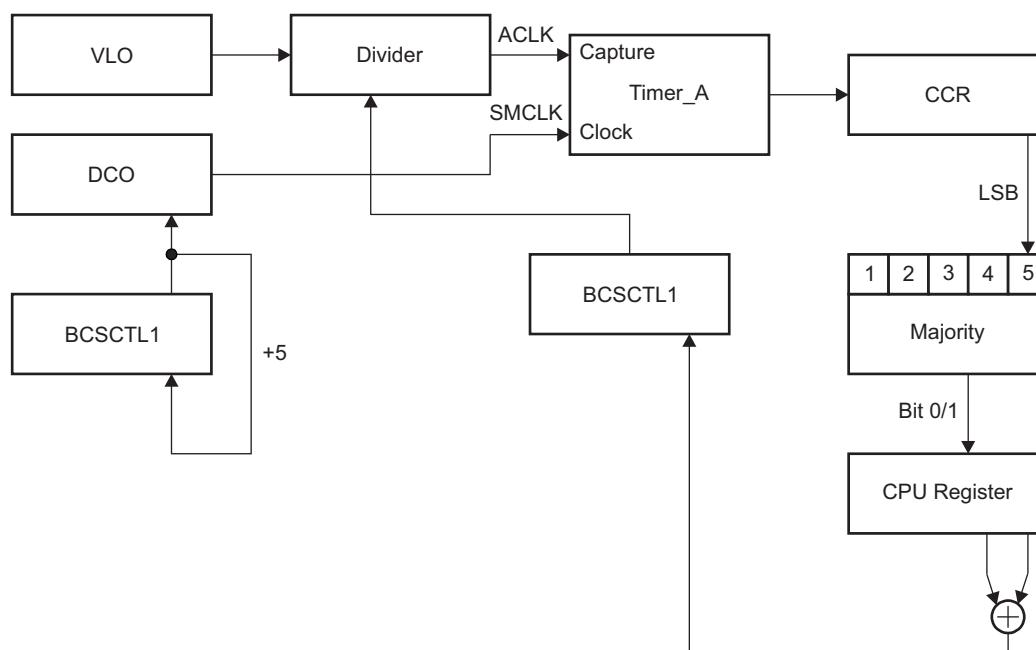 VLO
Divider
ACLK
Capture
Timer_A
Clock
CCR
SMCLK
DCO
LSB
1 2 3 4 5
BCSCTL1
+5
BCSCTL1
Majority
Bit 0/1
CPU Register